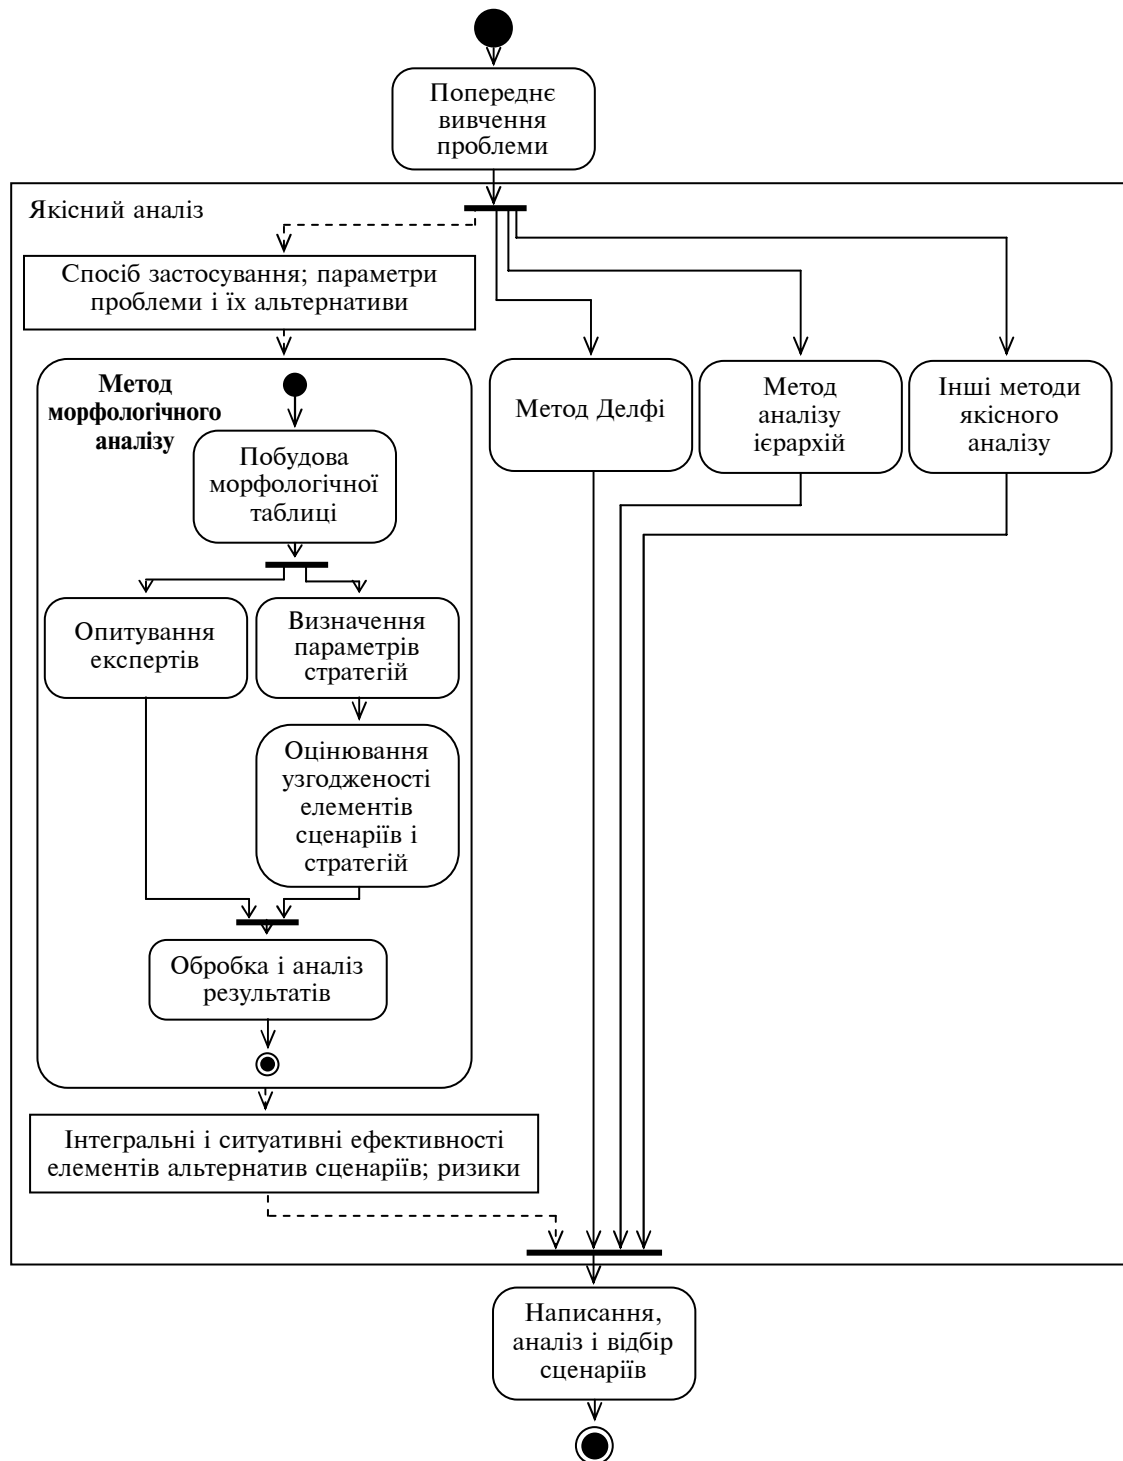 Попереднє
вивчення
проблеми
Якісний аналіз
Спосіб застосування; параметри
проблеми і їх альтернативи
Метод
морфологічного
аналізу
Побудова
морфологічної
таблиці
Метод Делфі
Метод
аналізу
ієрархій
Інші методи
якісного
аналізу
Опитування
експертів
Визначення
параметрів
стратегій
Оцінювання
узгодженості
елементів
сценаріїв і
стратегій
Обробка і аналіз
результатів
Інтегральні і ситуативні ефективності
елементів альтернатив сценаріїв; ризики
Написання,
аналіз і відбір
сценаріїв